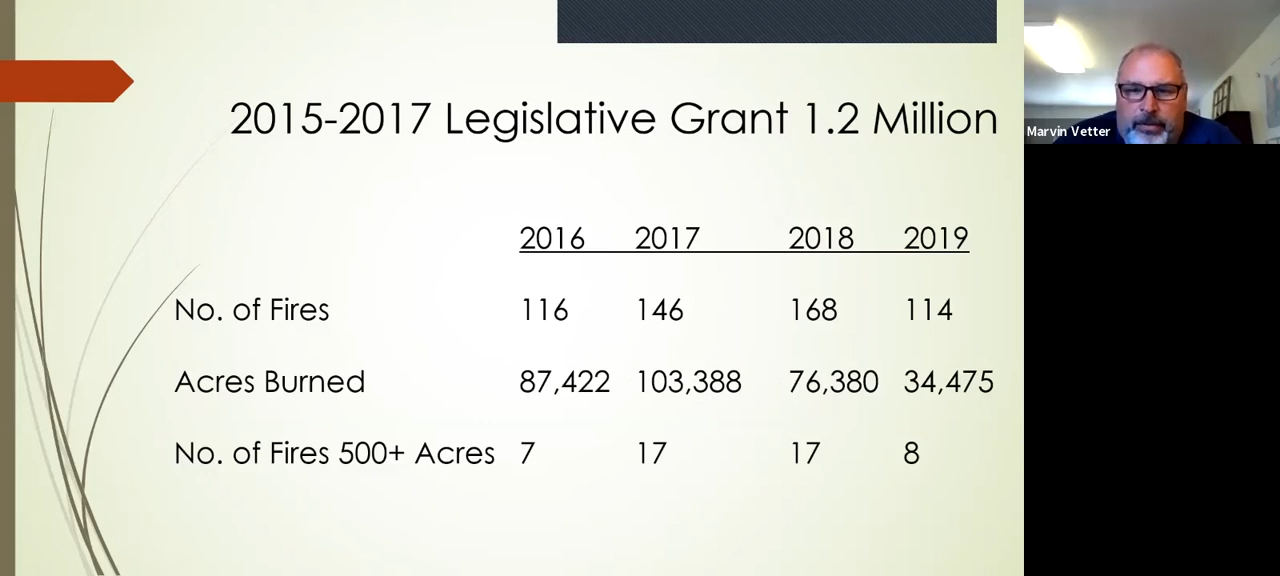 2015-2017 Legislative Grant 1.2 Million
Marvin Vetter
2016 2017 2018 2019
No. of Fires 116 146 168 114
Acres Burned 87,422 103,388 76,380 34,475
No. of Fires 500+ Acres 7 17 17 8